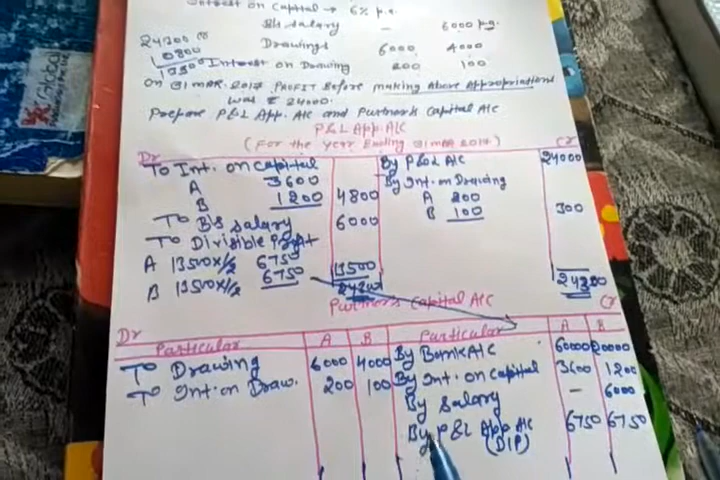 Interest on Capital → 6% p.a.
B's Salary - 6000 p.a.
24300
10800
13500
Drawings 6000 4000
Interest on Drawing 200 100
On 31 MAR. 2017 PROFIT Before making Above Appropriations
was ₹ 24000.
Prepare P&L App. A/c and Partner's Capital A/c
P&L App. A/c
(For the Year Ending 31 MAR 2017)
Dr Cr
To Int. on Capital By P&L A/c 24000
A 3600 By Int. on Drawing
B 1200 4800 A 200
To B's Salary 6000 B 100 300
To Divisible Profit
A 13500x1/2 6750
B 13500x1/2 6750 13500
24300 24300
Partner's Capital A/c
Dr Cr
Particular A B Particular A B
To Drawing 6000 4000 By Bank A/c 60000 20000
To Int. on Draw. 200 100 By Int. on Capital 3600 1200
By Salary - 6000
By P&L App A/c 6750 6750
(D/P)
Global